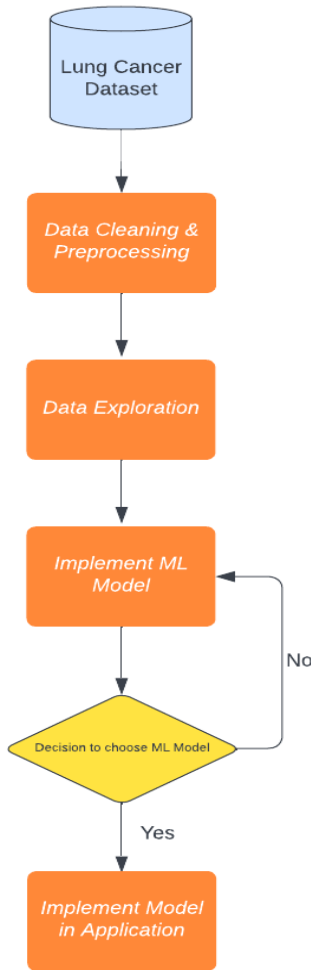 Lung Cancer
Dataset
Data Cleaning &
Preprocessing
Data Exploration
Implement ML
Model
No
Decision to choose ML Model
Yes
Implement Model
in Application